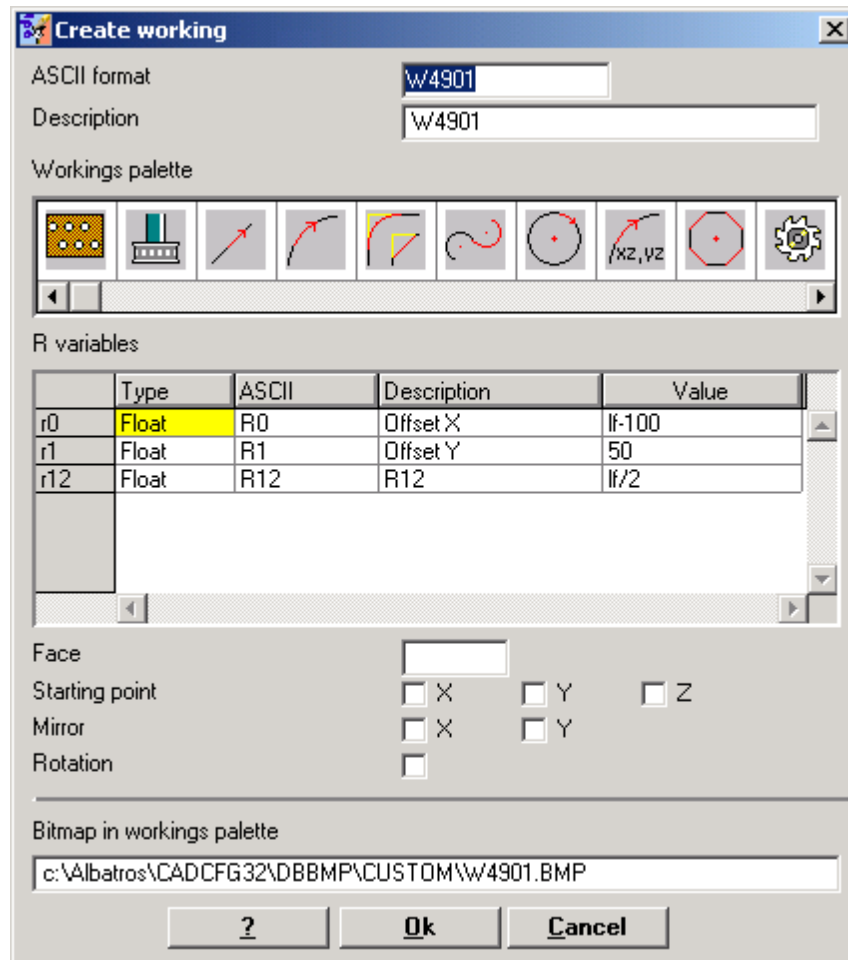 Create working
ASCII format W4901
Description W4901
Workings palette
/xz,yz
R variables
Type ASCII Description Value
r0 Float R0 Offset X lf-100
r1 Float R1 Offset Y 50
r12 Float R12 R12 lf/2
Face
Starting point X Y Z
Mirror X Y
Rotation
Bitmap in workings palette
c:\Albatros\CADCFG32\DBBMP\CUSTOM\W4901.BMP
? Ok Cancel